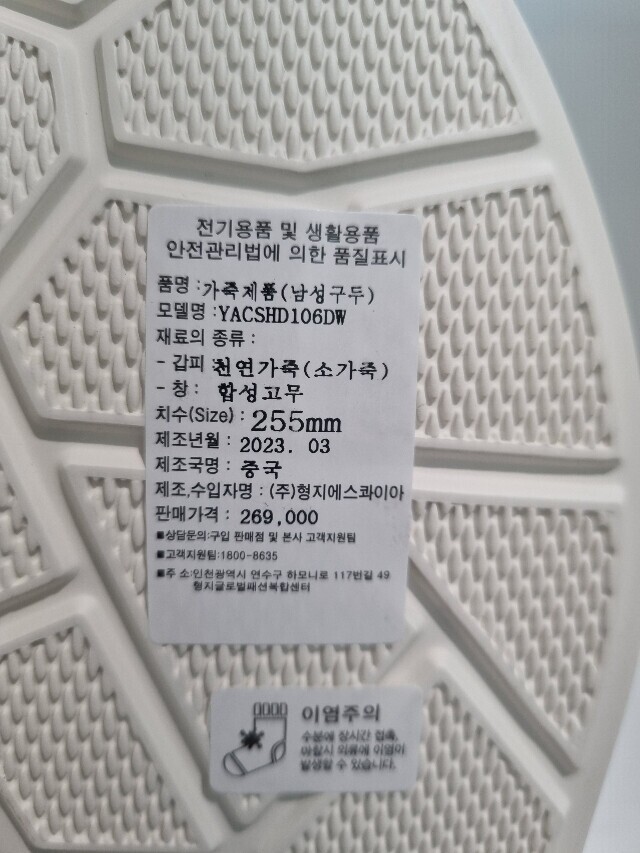 전기용품 및 생활용품
안전관리법에 의한 품질표시
품명 : 가죽제품(남성구두)
모델명 : YACSHD106DW
재료의 종류 :
- 갑피 : 천연가죽(소가죽)
- 창 : 합성고무
치수(Size) : 255mm
제조년월 : 2023. 03
제조국명 : 중국
제조,수입자명 : (주)형지에스콰이아
판매가격 : 269,000
■상담문의:구입 판매점 및 본사 고객지원팀
■고객지원팀:1800-8635
■주 소:인천광역시 연수구 하모니로 117번길 49
형지글로벌패션복합센터
이염주의
수분에 장시간 접촉,
마찰시 의류에 이염이
발생할 수 있습니다.